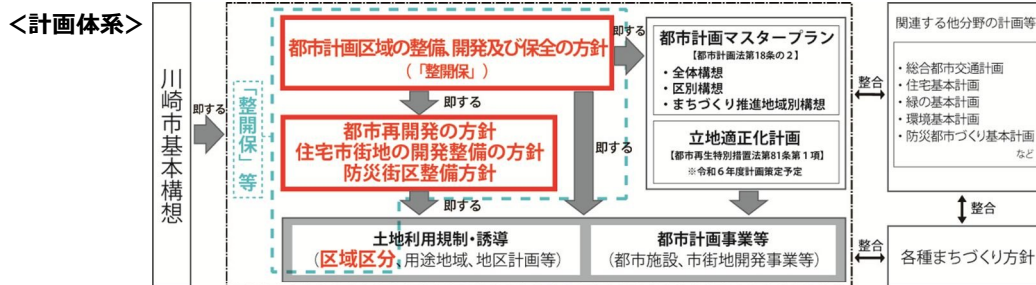 ＜計画体系＞
川崎市基本構想
即する
「整開保」等
都市計画区域の整備、開発及び保全の方針
（「整開保」）
即する
即する
都市再開発の方針
住宅市街地の開発整備の方針
防災街区整備方針
即する
即する
都市計画マスタープラン
【都市計画法第18条の２】
・全体構想
・区別構想
・まちづくり推進地域別構想
立地適正化計画
【都市再生特別措置法第81条第１項】
※令和６年度計画策定予定
土地利用規制・誘導
（区域区分、用途地域、地区計画等）
都市計画事業等
（都市施設、市街地開発事業等）
整合
整合
関連する他分野の計画等
・総合都市交通計画
・住宅基本計画
・緑の基本計画
・環境基本計画
・防災都市づくり基本計画
など
整合
各種まちづくり方針